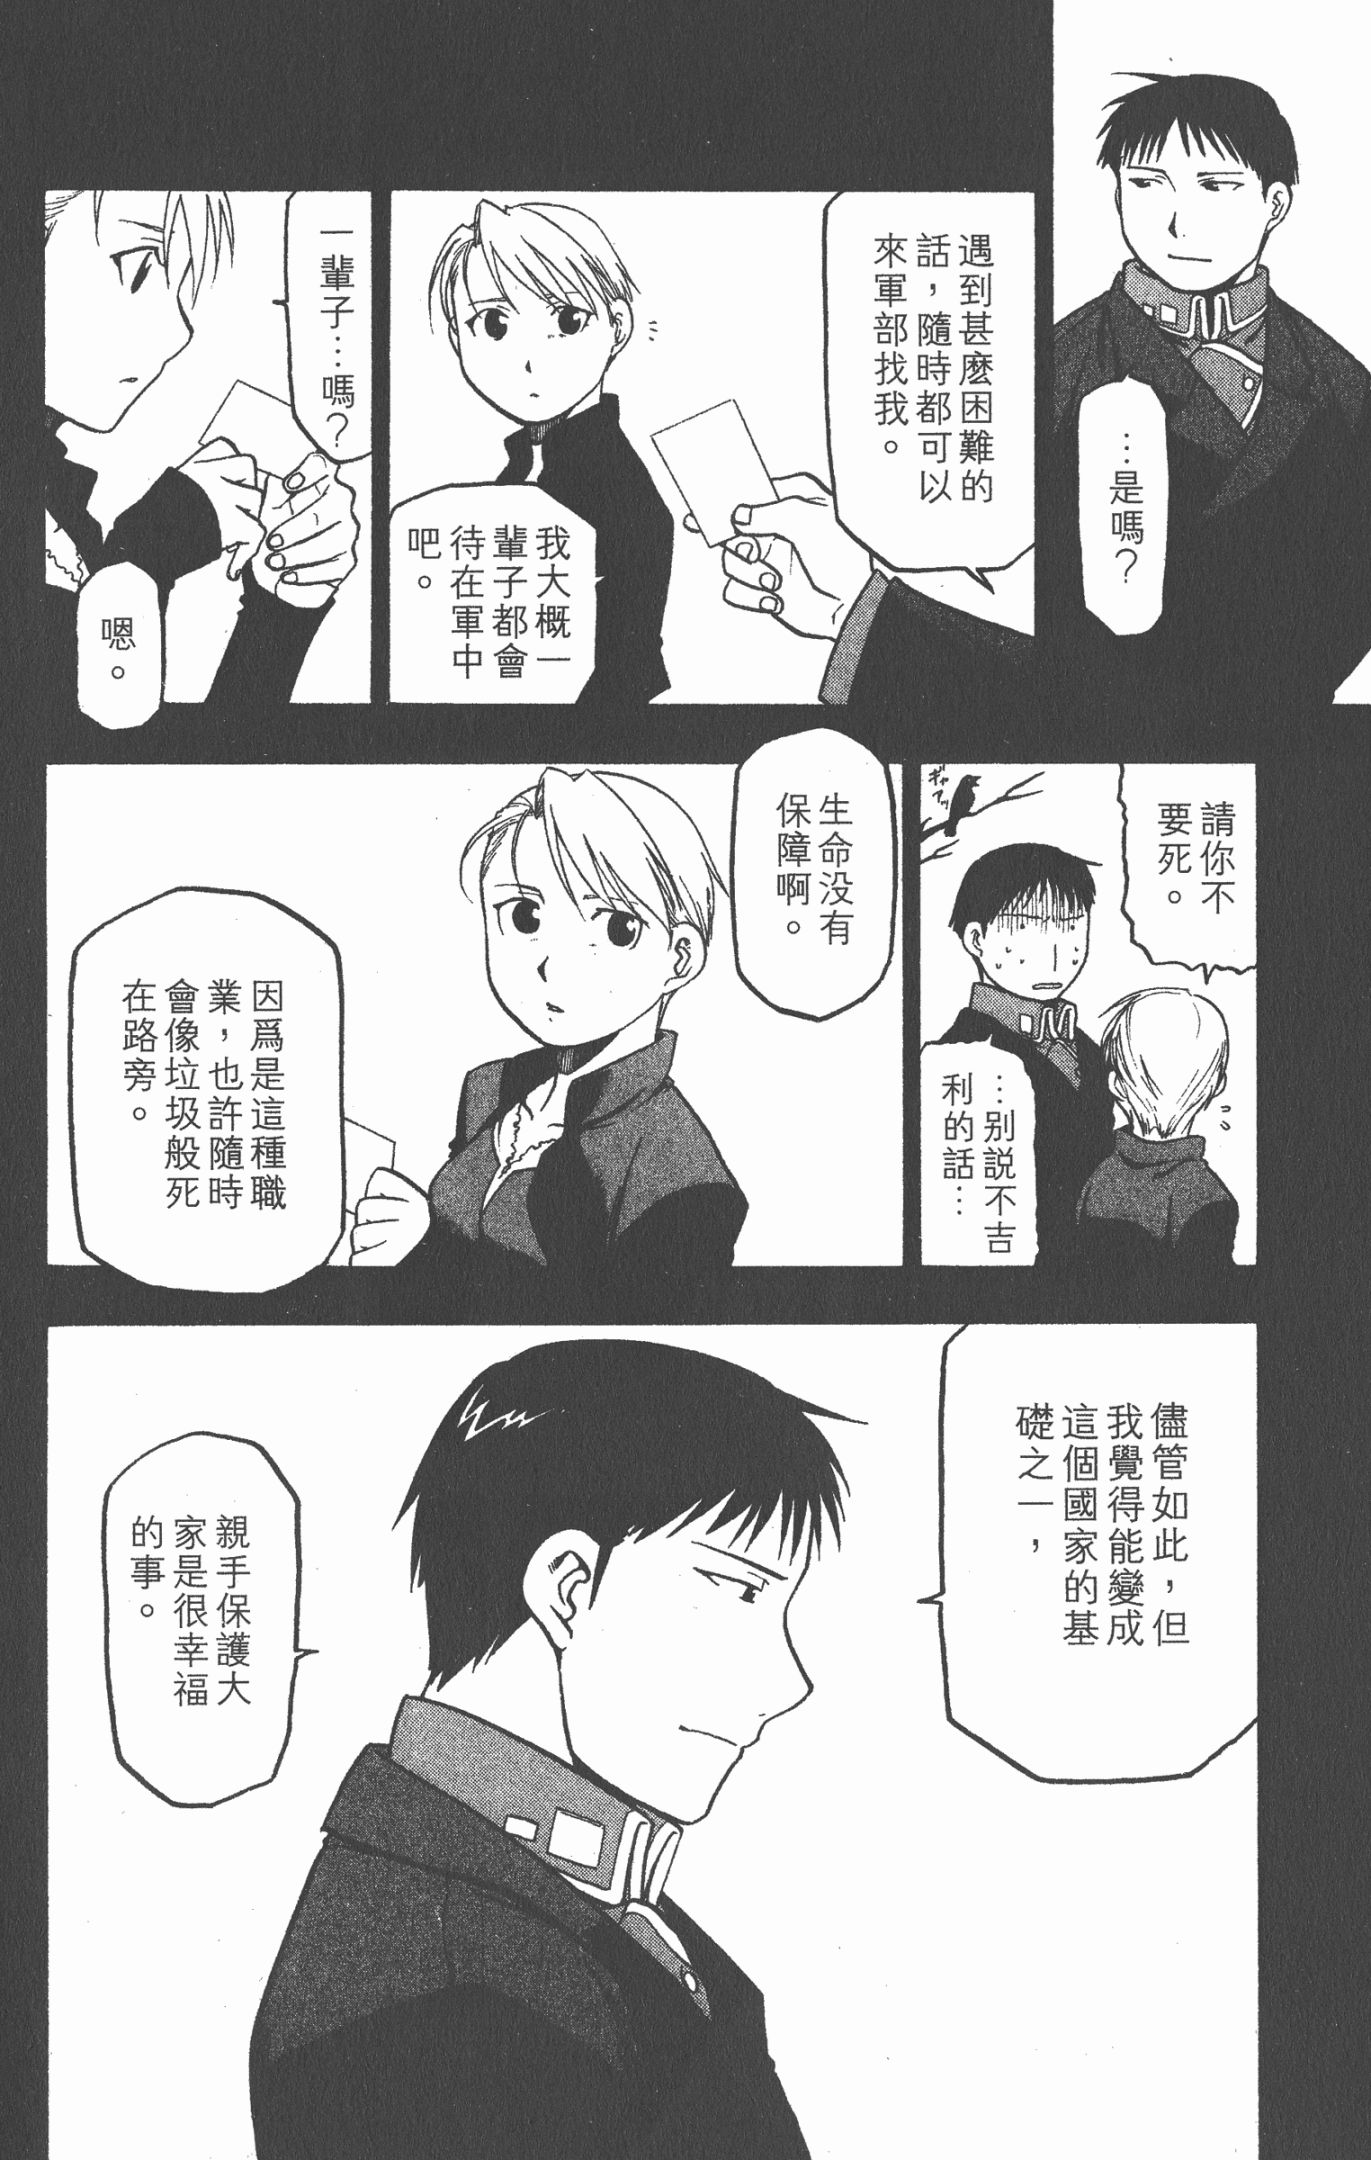 …是嗎？
遇到甚麼困難的
話，隨時都可以
來軍部找我。
我大概一
輩子都會
待在軍中
吧。
一輩子…嗎？
嗯。
請你不
要死。
ギャアッ
…別說不吉
利的話…
生命没有
保障啊。
因爲是這種職
業，也許隨時
會像垃圾般死
在路旁。
儘管如此，但
我覺得能變成
這個國家的基
礎之一，
親手保護大
家是很幸福
的事。